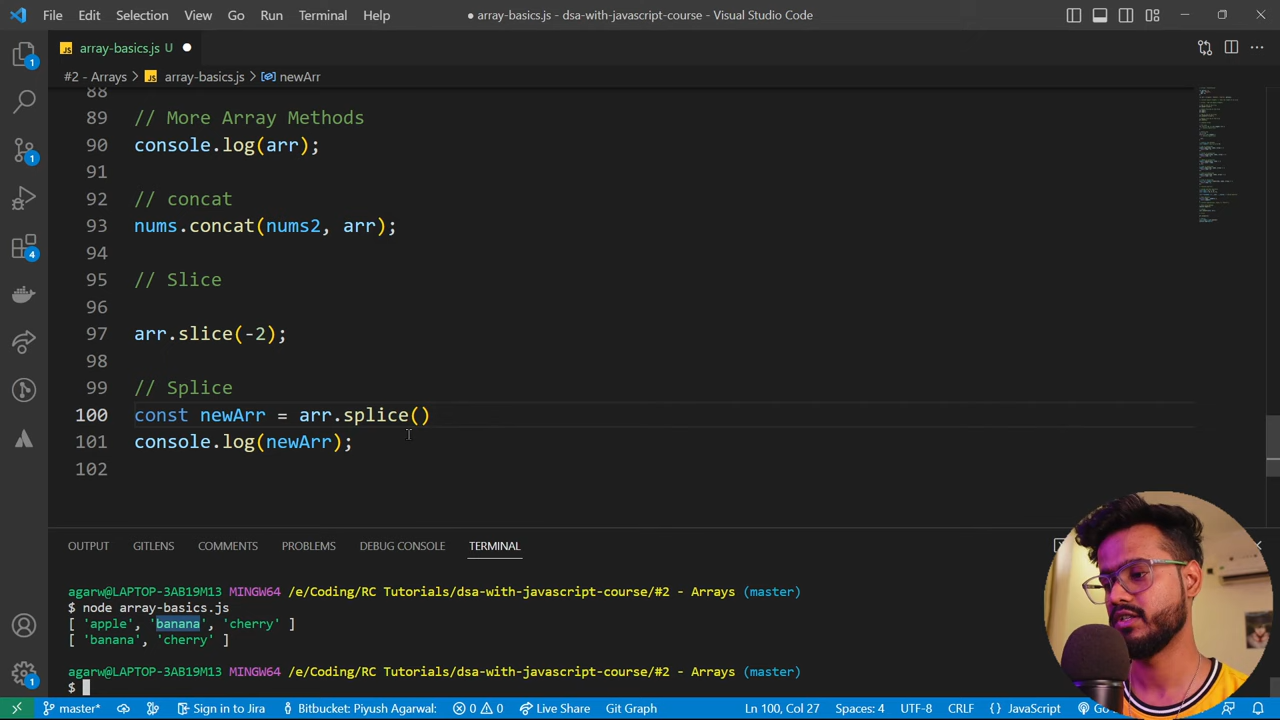 File Edit Selection View Go Run Terminal Help ● array-basics.js - dsa-with-javascript-course - Visual Studio Code
JS array-basics.js U ●
#2 - Arrays > JS array-basics.js > newArr
88
89 // More Array Methods
90 console.log(arr);
91
92 // concat
93 nums.concat(nums2, arr);
94
95 // Slice
96
97 arr.slice(-2);
98
99 // Splice
100 const newArr = arr.splice()
101 console.log(newArr);
102
1
1
4
1
OUTPUT GITLENS COMMENTS PROBLEMS DEBUG CONSOLE TERMINAL
agarw@LAPTOP-3AB19M13 MINGW64 /e/Coding/RC Tutorials/dsa-with-javascript-course/#2 - Arrays (master)
$ node array-basics.js
[ 'apple', 'banana', 'cherry' ]
[ 'banana', 'cherry' ]
agarw@LAPTOP-3AB19M13 MINGW64 /e/Coding/RC Tutorials/dsa-with-javascript-course/#2 - Arrays (master)
$
master* Sign in to Jira Bitbucket: Piyush Agarwal: 0 0 Live Share Git Graph Ln 100, Col 27 Spaces: 4 UTF-8 CRLF {} JavaScript